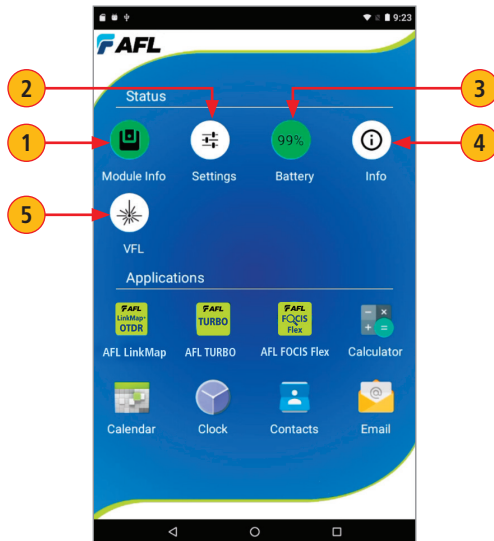 9:23
AFL
Status
2
3
1
4
99%
Module Info
Settings
Battery
Info
5
VFL
Applications
AFL
LinkMap+
OTDR
AFL
TURBO
AFL
FOCIS
Flex
AFL LinkMap
AFL TURBO
AFL FOCIS Flex
Calculator
Calendar
Clock
Contacts
Email